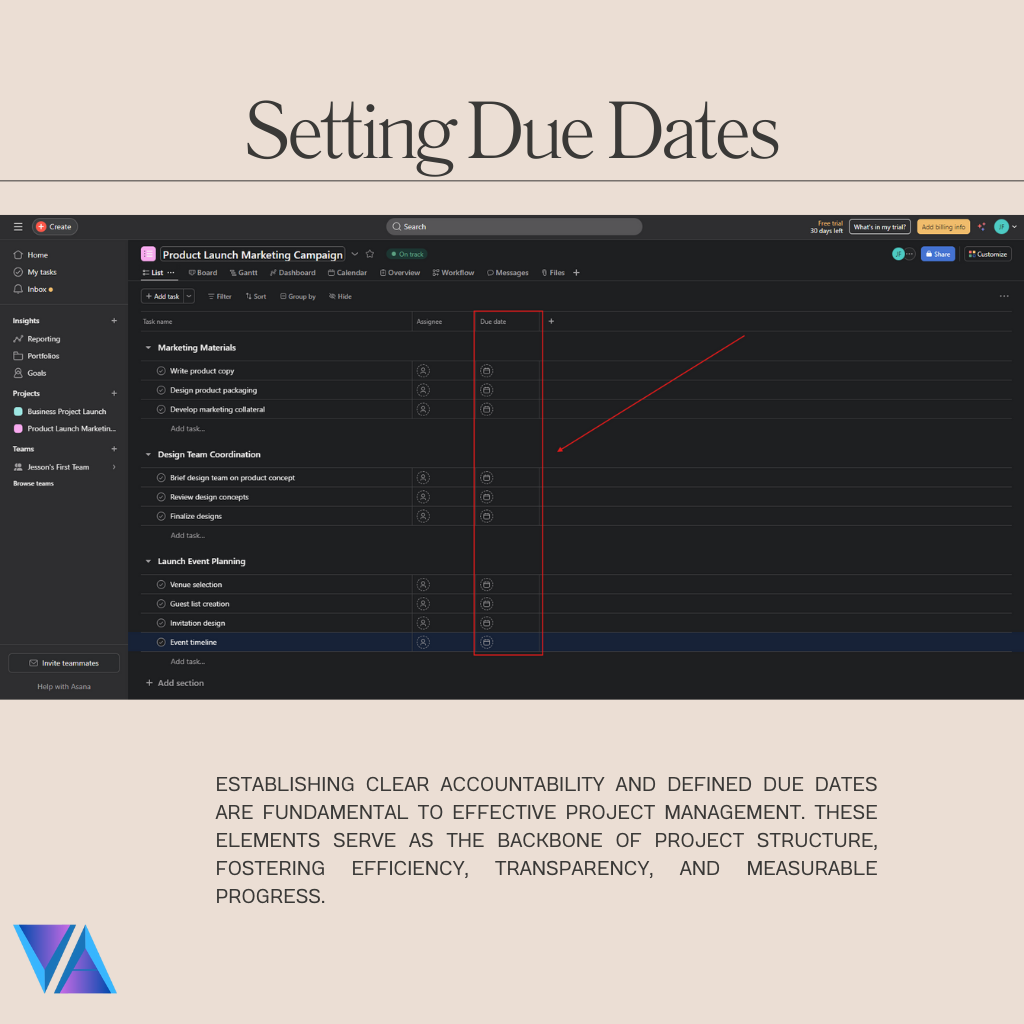 Setting Due Dates
Create
Search
Free trial
30 days left
What's in my trial?
Add billing info
JF
Home
My tasks
Inbox
Insights
Reporting
Portfolios
Goals
Projects
Business Project Launch
Product Launch Marketin...
Teams
Jesson's First Team
Browse teams
Invite teammates
Help with Asana
Product Launch Marketing Campaign
On track
JF
Share
Customize
List
Board
Gantt
Dashboard
Calendar
Overview
Workflow
Messages
Files
+ Add task
Filter
Sort
Group by
Hide
Task name
Assignee
Due date
Marketing Materials
Write product copy
Design product packaging
Develop marketing collateral
Add task...
Design Team Coordination
Brief design team on product concept
Review design concepts
Finalize designs
Add task...
Launch Event Planning
Venue selection
Guest list creation
Invitation design
Event timeline
Add task...
+ Add section
ESTABLISHING CLEAR ACCOUNTABILITY AND DEFINED DUE DATES
ARE FUNDAMENTAL TO EFFECTIVE PROJECT MANAGEMENT. THESE
ELEMENTS SERVE AS THE BACKBONE OF PROJECT STRUCTURE,
FOSTERING EFFICIENCY, TRANSPARENCY, AND MEASURABLE
PROGRESS.
VA